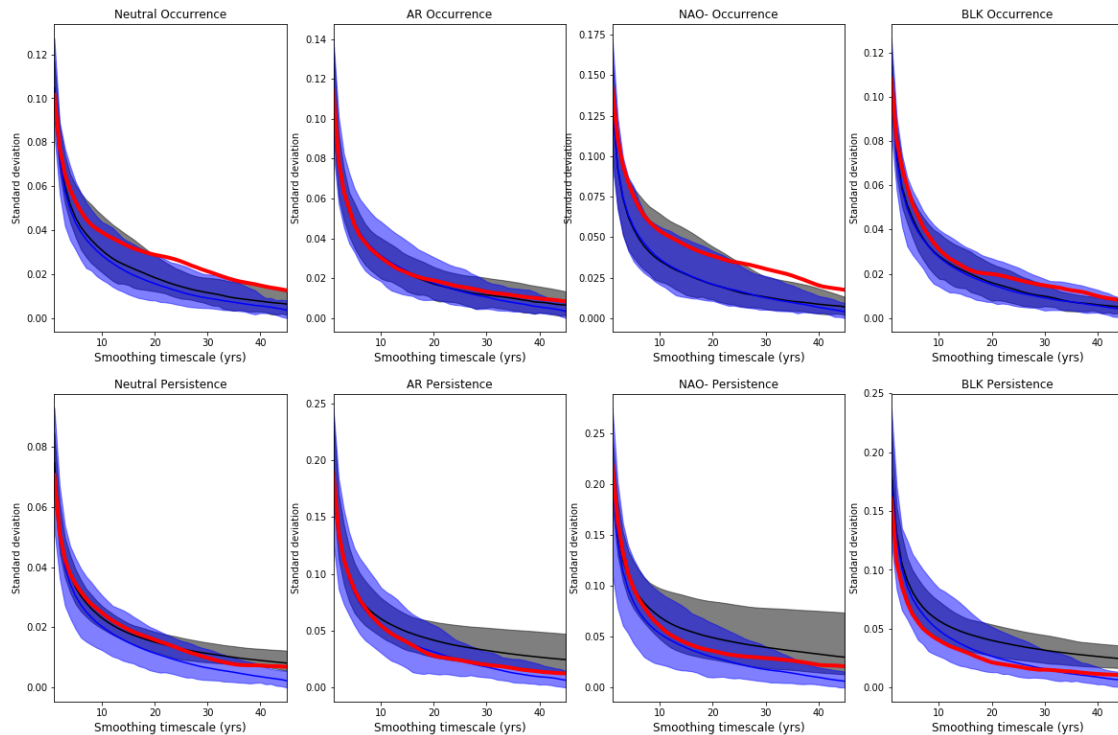 Neutral Occurrence
Standard deviation
0.12
0.10
0.08
0.06
0.04
0.02
0.00
10 20 30 40
Smoothing timescale (yrs)
AR Occurrence
Standard deviation
0.14
0.12
0.10
0.08
0.06
0.04
0.02
0.00
10 20 30 40
Smoothing timescale (yrs)
NAO- Occurrence
Standard deviation
0.175
0.150
0.125
0.100
0.075
0.050
0.025
0.000
10 20 30 40
Smoothing timescale (yrs)
BLK Occurrence
Standard deviation
0.12
0.10
0.08
0.06
0.04
0.02
0.00
10 20 30 40
Smoothing timescale (yrs)
Neutral Persistence
Standard deviation
0.08
0.06
0.04
0.02
0.00
10 20 30 40
Smoothing timescale (yrs)
AR Persistence
Standard deviation
0.25
0.20
0.15
0.10
0.05
0.00
10 20 30 40
Smoothing timescale (yrs)
NAO- Persistence
Standard deviation
0.25
0.20
0.15
0.10
0.05
0.00
10 20 30 40
Smoothing timescale (yrs)
BLK Persistence
Standard deviation
0.25
0.20
0.15
0.10
0.05
0.00
10 20 30 40
Smoothing timescale (yrs)